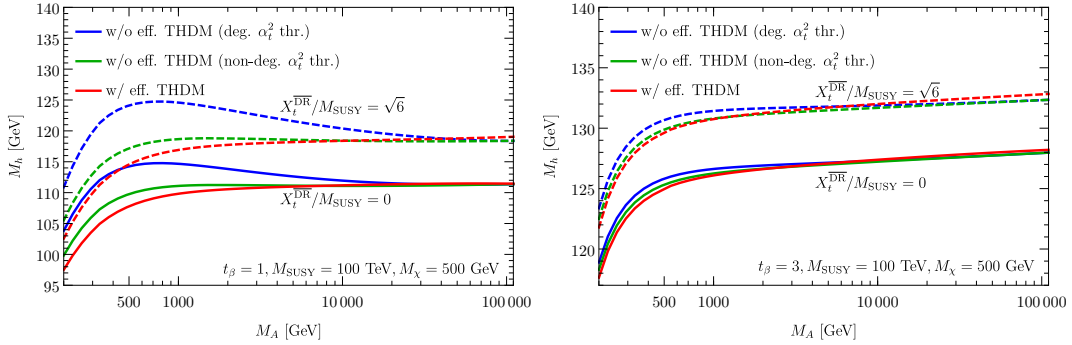 140
135
130
125
120
115
110
105
100
95
M_h [GeV]
w/o eff. THDM (deg. α_t^2 thr.)
w/o eff. THDM (non-deg. α_t^2 thr.)
w/ eff. THDM
X_t^{\overline{DR}}/M_SUSY = √6
X_t^{\overline{DR}}/M_SUSY = 0
t_β = 1, M_SUSY = 100 TeV, M_χ = 500 GeV
500 1000 10 000 100 000
M_A [GeV]
140
135
130
125
120
M_h [GeV]
w/o eff. THDM (deg. α_t^2 thr.)
w/o eff. THDM (non-deg. α_t^2 thr.)
w/ eff. THDM
X_t^{\overline{DR}}/M_SUSY = √6
X_t^{\overline{DR}}/M_SUSY = 0
t_β = 3, M_SUSY = 100 TeV, M_χ = 500 GeV
500 1000 10 000 100 000
M_A [GeV]